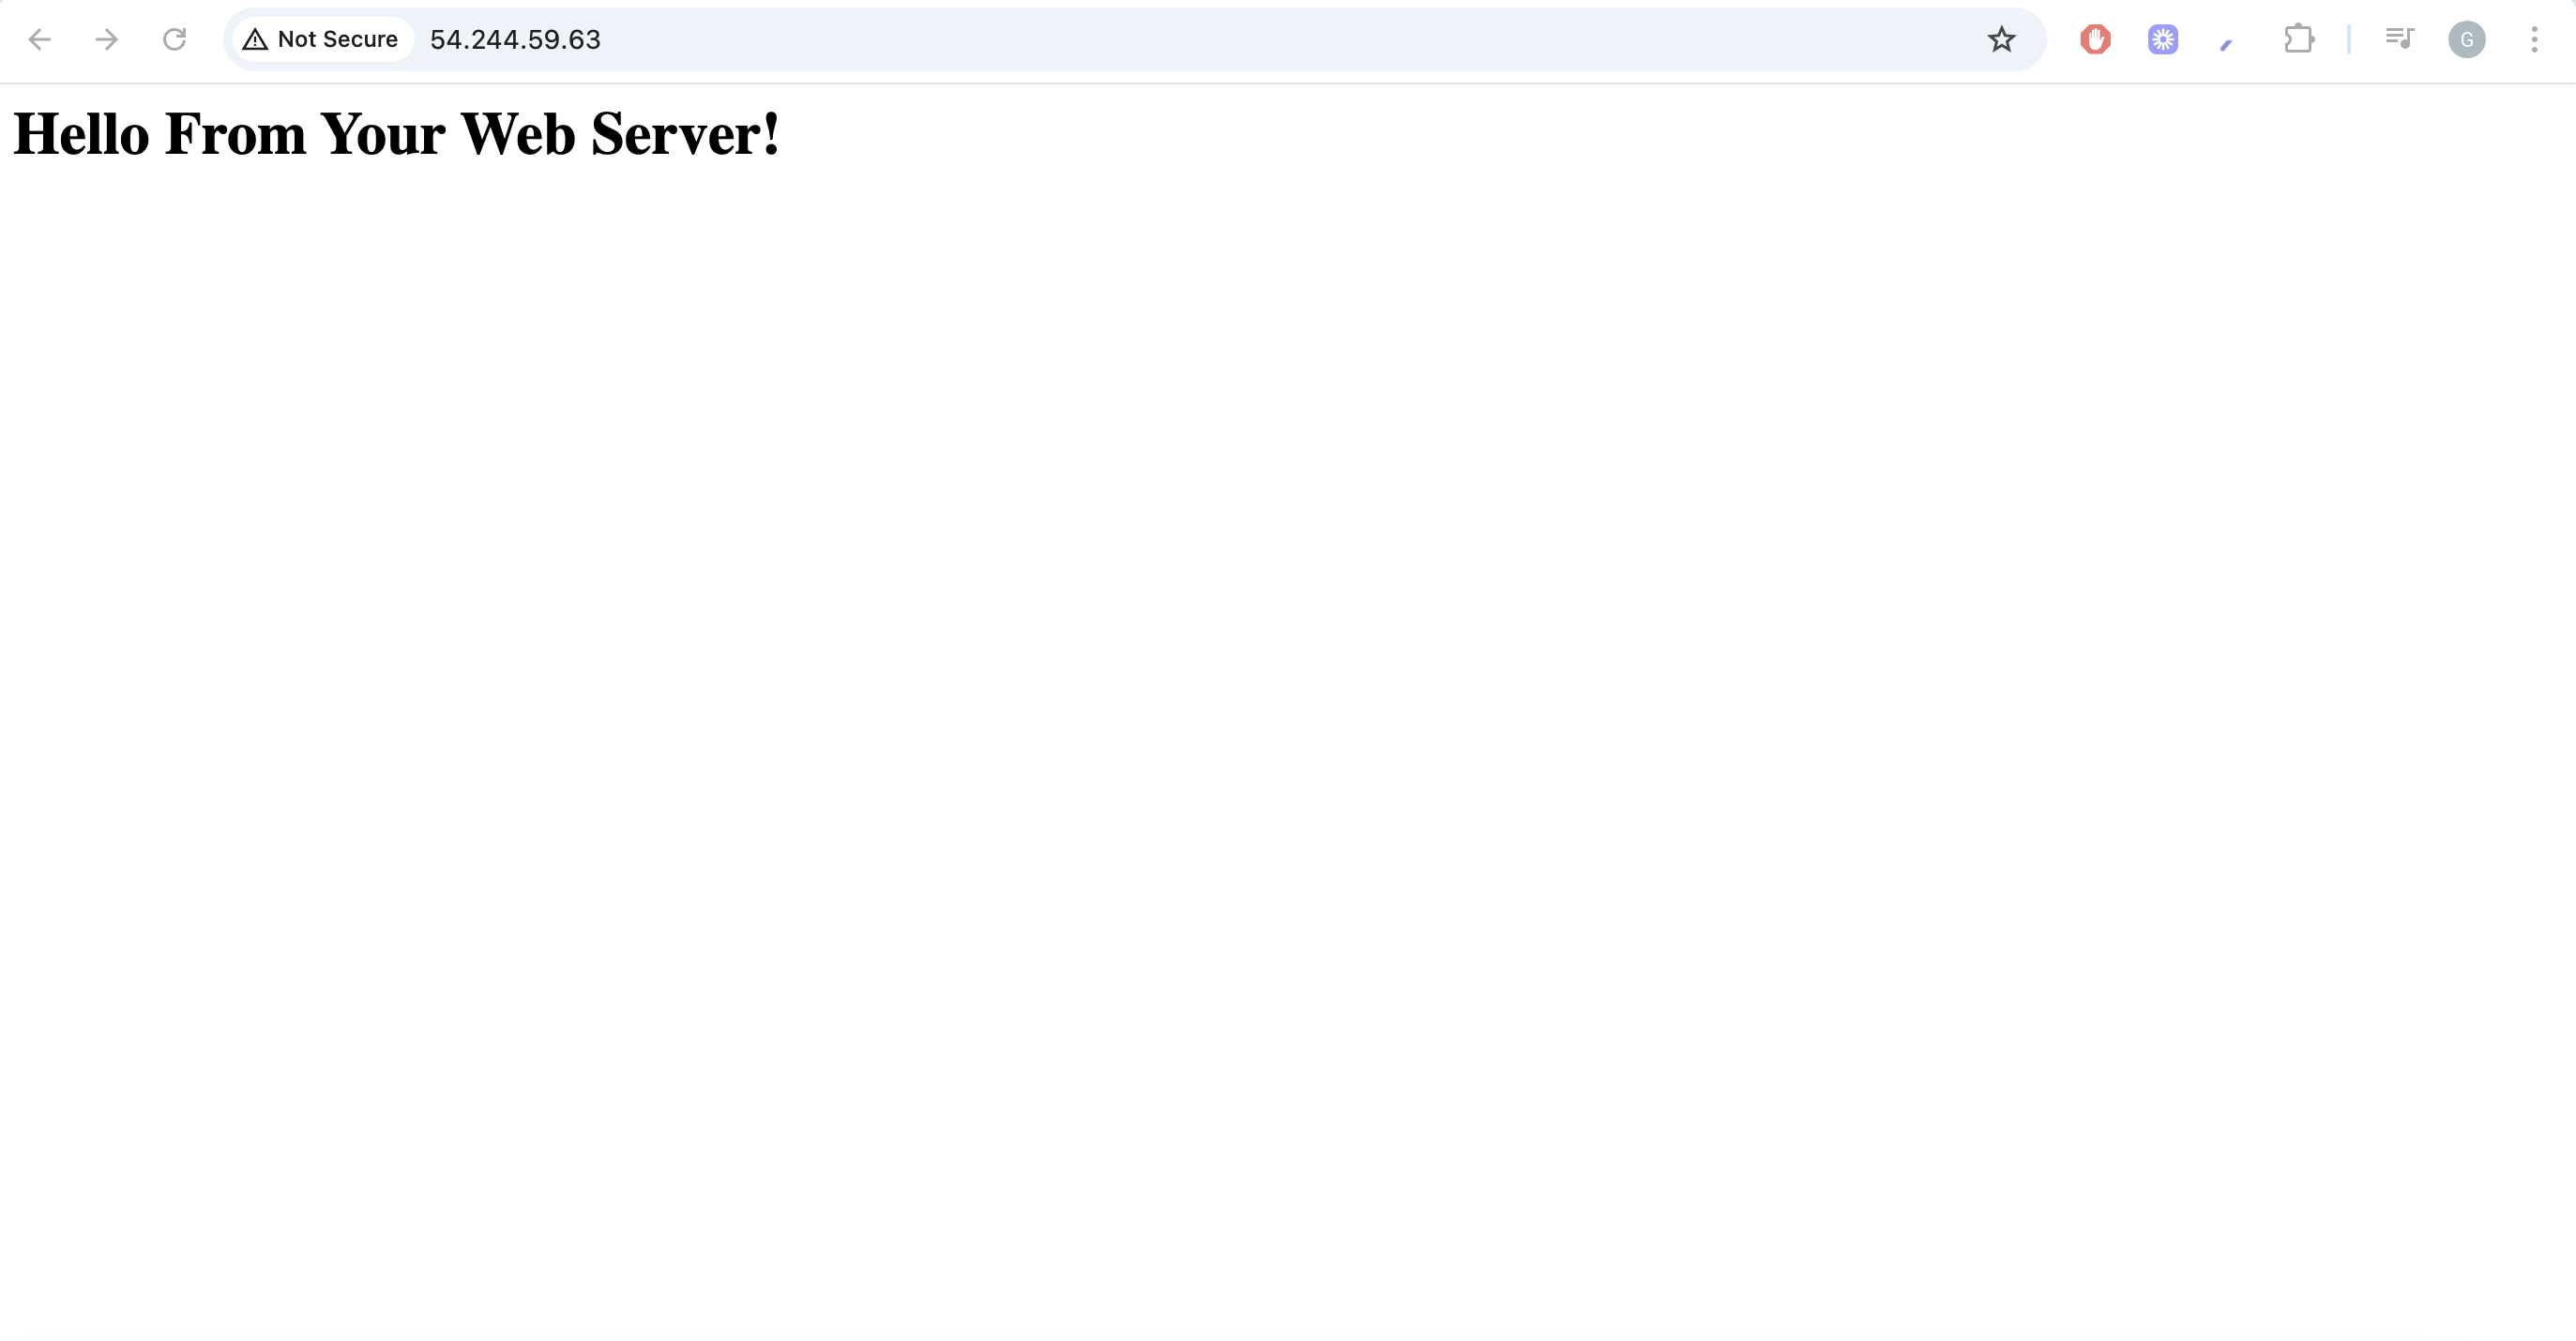 Not Secure 54.244.59.63 G
Hello From Your Web Server!